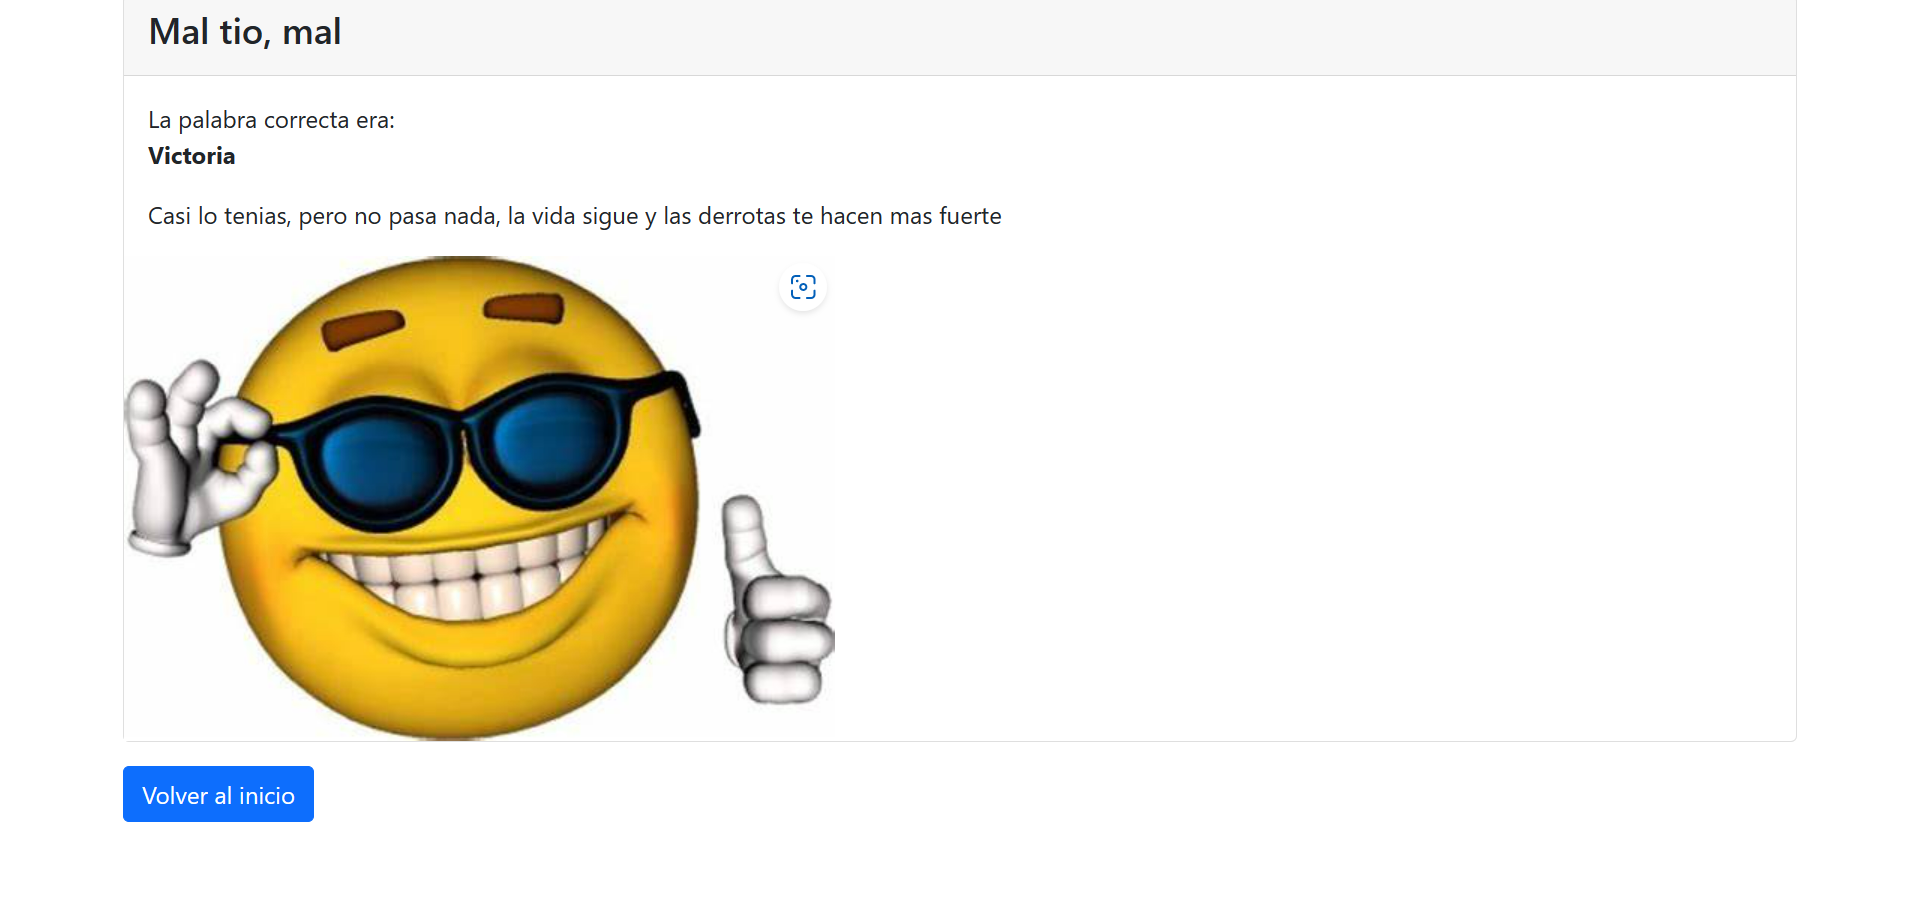 Mal tio, mal
La palabra correcta era:
Victoria
Casi lo tenias, pero no pasa nada, la vida sigue y las derrotas te hacen mas fuerte
Volver al inicio